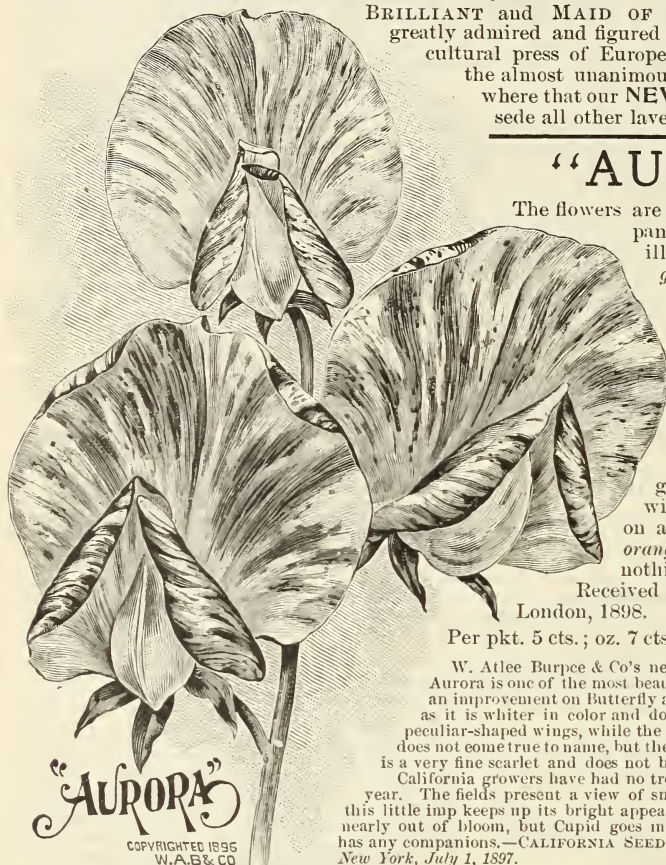 BRILLIANT and MAID OF
greatly admired and figured
cultural press of Europe
the almost unanimou
where that our NEW
sede all other lave
“AU
The flowers are
pan
ill
g
g
wi
on a
orang
nothi
Received
London, 1898.
Per pkt. 5 cts.; oz. 7 cts
W. Atlee Burpee & Co's ne
Aurora is one of the most beau
an improvement on Butterfly a
as it is whiter in color and do
peculiar-shaped wings, while the
does not come true to name, but the
is a very fine scarlet and does not b
California growers have had no tr
year. The fields present a view of sn
this little imp keeps up its bright appea
nearly out of bloom, but Cupid goes m
has any companions.—CALIFORNIA SEED
New York, July 1, 1897.
“AURORA”
COPYRIGHTED 1896
W.A.B & CO